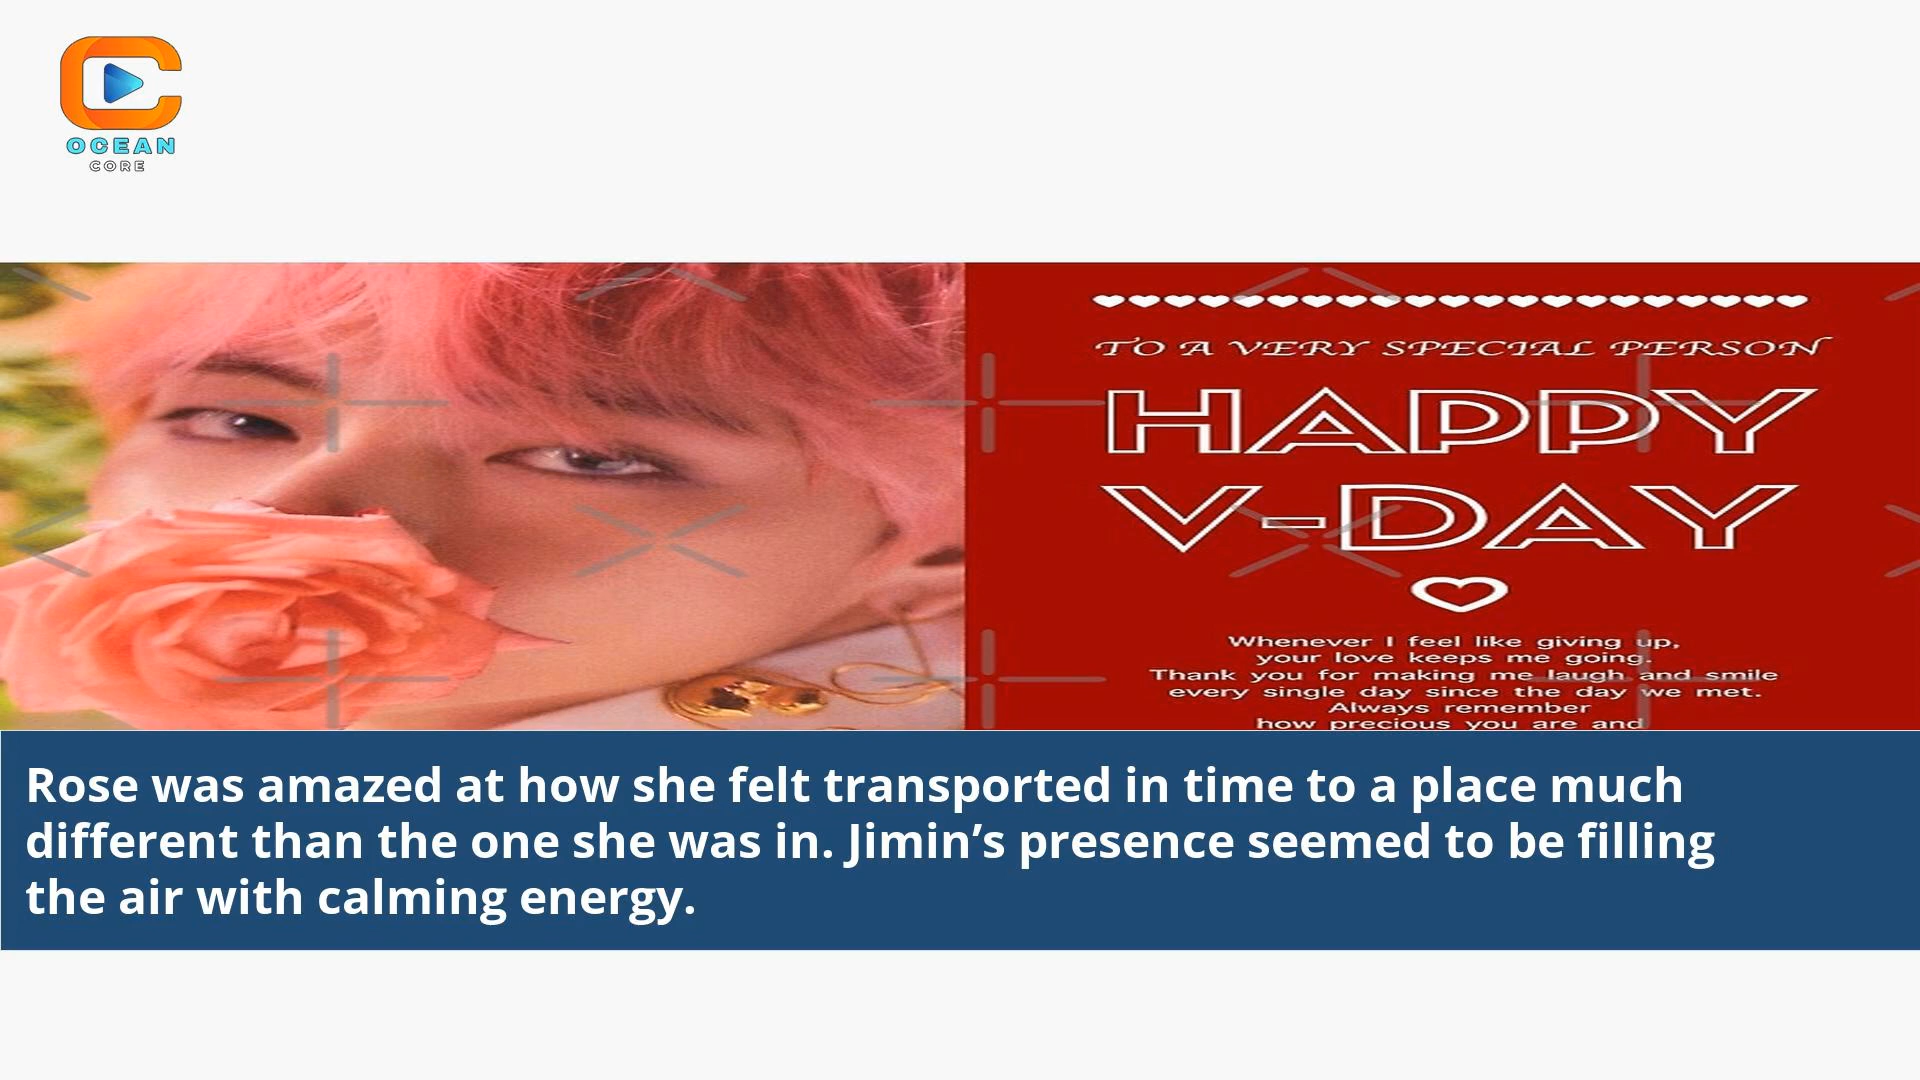 OCEAN
CORE
TO A VERY SPECIAL PERSON
HAPPY
V-DAY
Whenever I feel like giving up,
your love keeps me going.
Thank you for making me laugh and smile
every single day since the day we met.
Always remember
how precious you are and
Rose was amazed at how she felt transported in time to a place much
different than the one she was in. Jimin’s presence seemed to be filling
the air with calming energy.